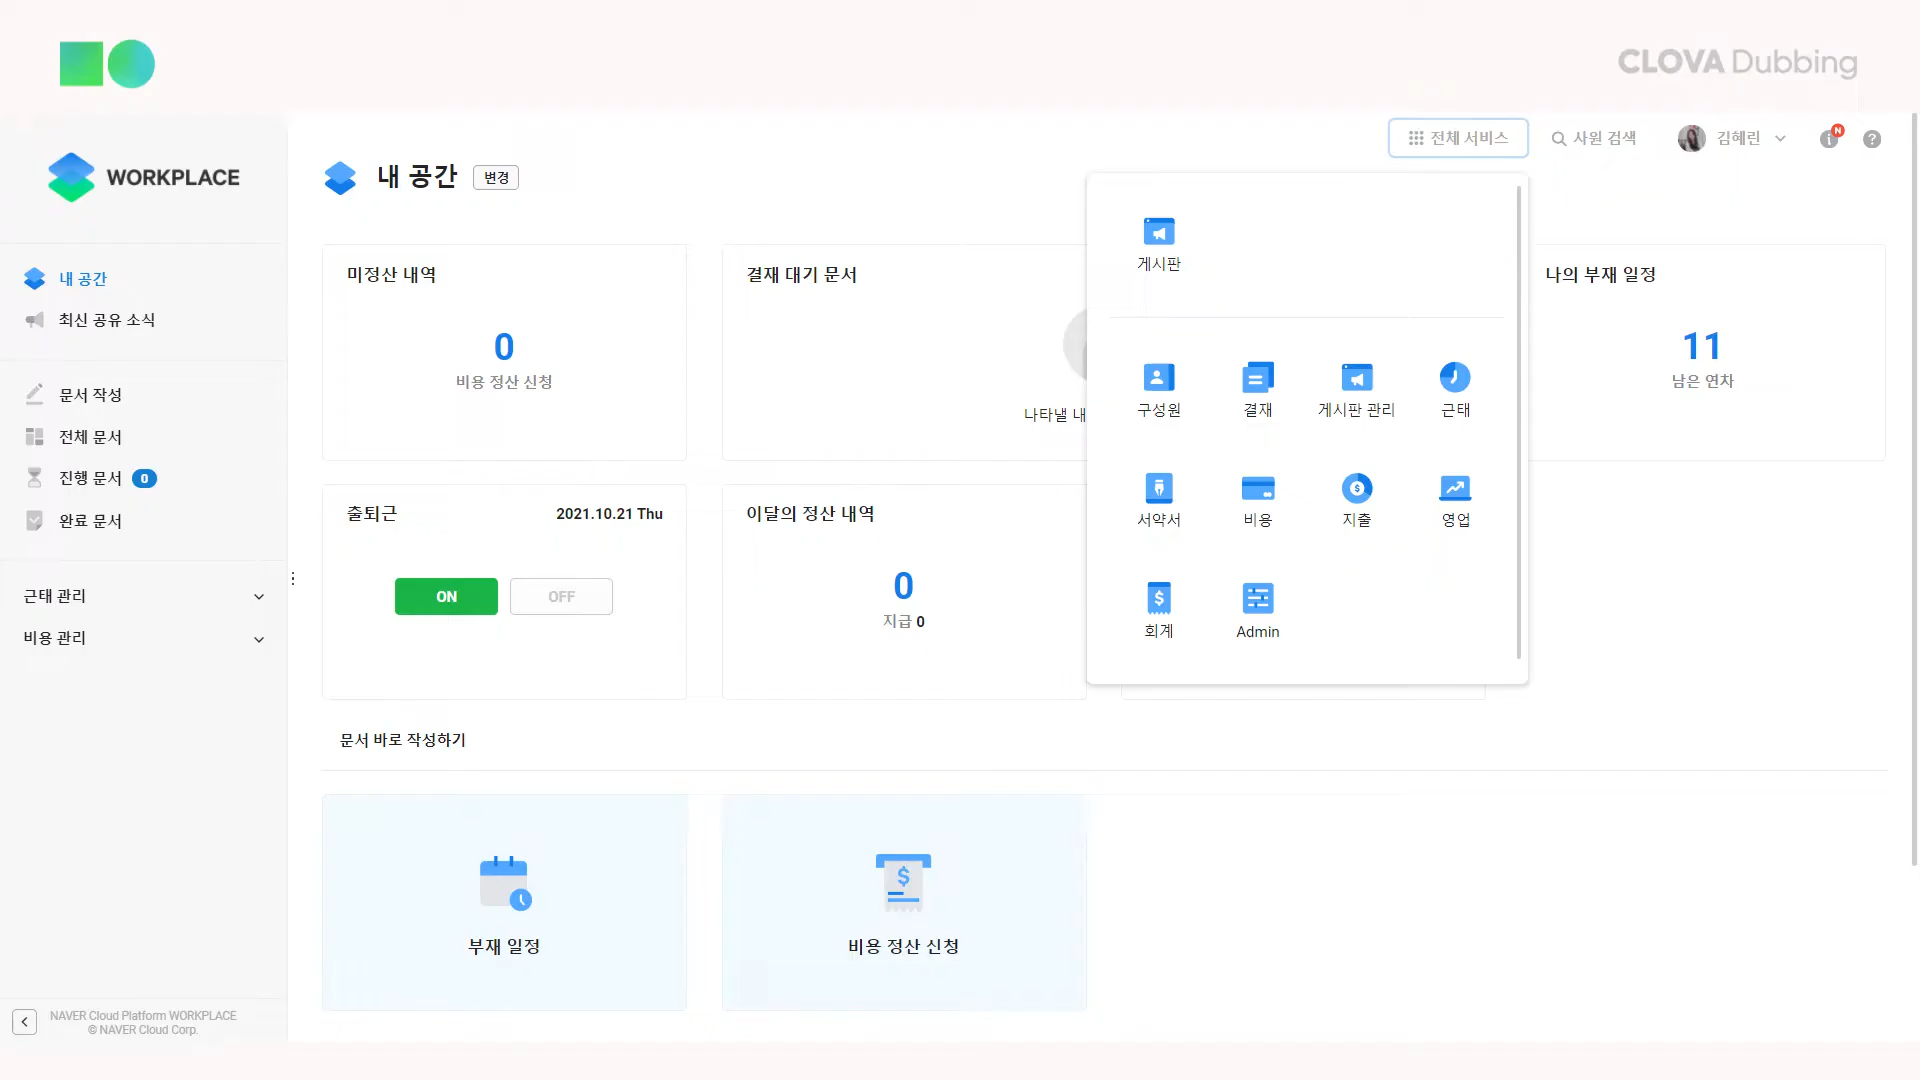 CLOVA Dubbing
WORKPLACE
내 공간
변경
전체 서비스
사원 검색
김혜린
N
내 공간
최신 공유 소식
문서 작성
전체 문서
진행 문서 0
완료 문서
근태 관리
비용 관리
NAVER Cloud Platform WORKPLACE
© NAVER Cloud Corp.
미정산 내역
0
비용 정산 신청
결재 대기 문서
나타낼 내
나의 부재 일정
11
남은 연차
출퇴근
2021.10.21 Thu
ON
OFF
이달의 정산 내역
0
지급 0
게시판
구성원
결재
게시판 관리
근태
서약서
비용
지출
영업
회계
Admin
문서 바로 작성하기
부재 일정
비용 정산 신청